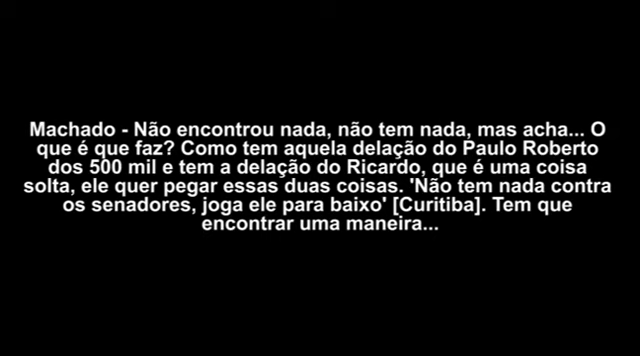 Machado - Não encontrou nada, não tem nada, mas acha... O
que é que faz? Como tem aquela delação do Paulo Roberto
dos 500 mil e tem a delação do Ricardo, que é uma coisa
solta, ele quer pegar essas duas coisas. 'Não tem nada contra
os senadores, joga ele para baixo' [Curitiba]. Tem que
encontrar uma maneira...